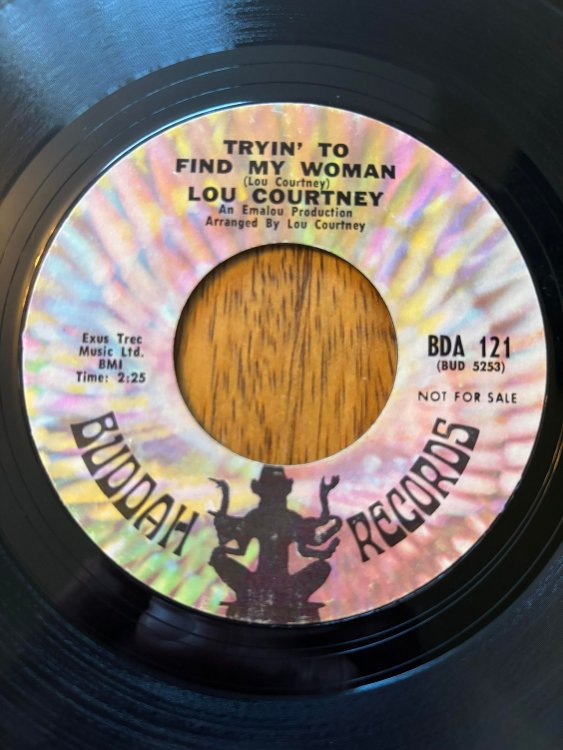 TRYIN' TO
FIND MY WOMAN
(Lou Courtney)
LOU COURTNEY
An Emalou Production
Arranged By Lou Courtney
Exus Trec
Music Ltd.
BMI
Time: 2:25
BDA 121
(BUD 5253)
NOT FOR SALE
BUDDAH RECORDS